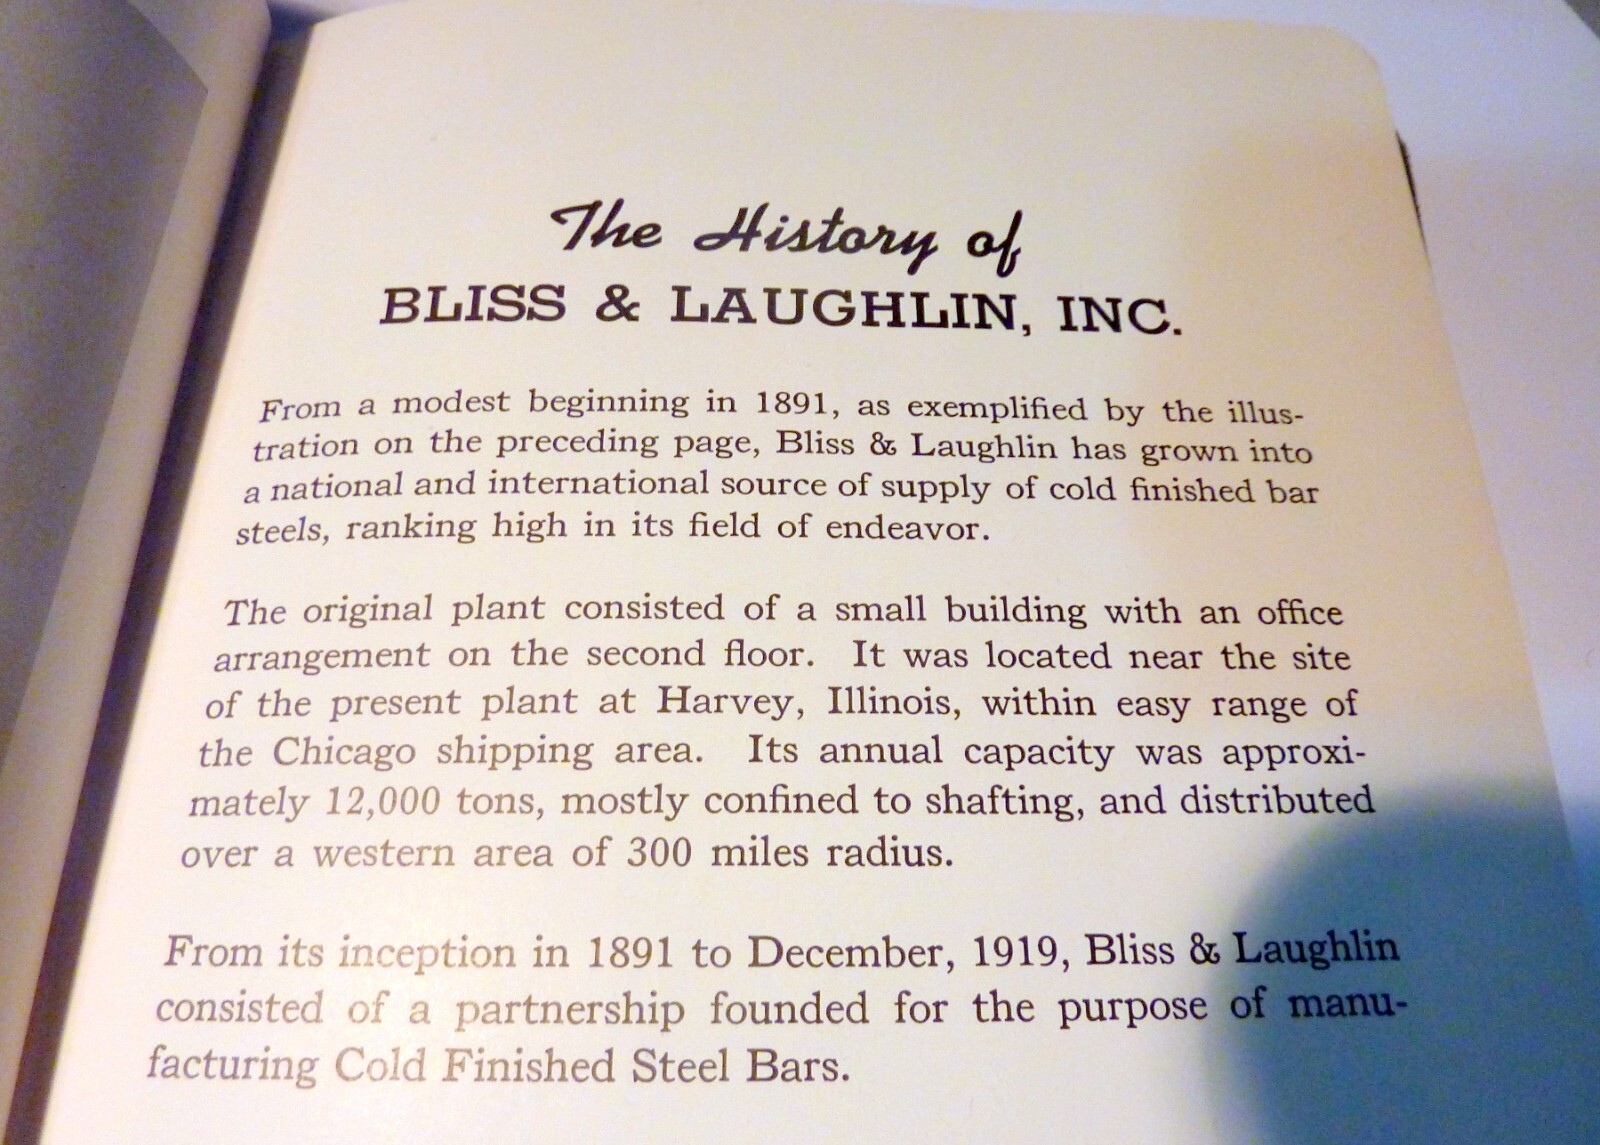 The History of
BLISS & LAUGHLIN, INC.
From a modest beginning in 1891, as exemplified by the illus-
tration on the preceding page, Bliss & Laughlin has grown into
a national and international source of supply of cold finished bar
steels, ranking high in its field of endeavor.
The original plant consisted of a small building with an office
arrangement on the second floor. It was located near the site
of the present plant at Harvey, Illinois, within easy range of
the Chicago shipping area. Its annual capacity was approxi-
mately 12,000 tons, mostly confined to shafting, and distributed
over a western area of 300 miles radius.
From its inception in 1891 to December, 1919, Bliss & Laughlin
consisted of a partnership founded for the purpose of manu-
facturing Cold Finished Steel Bars.